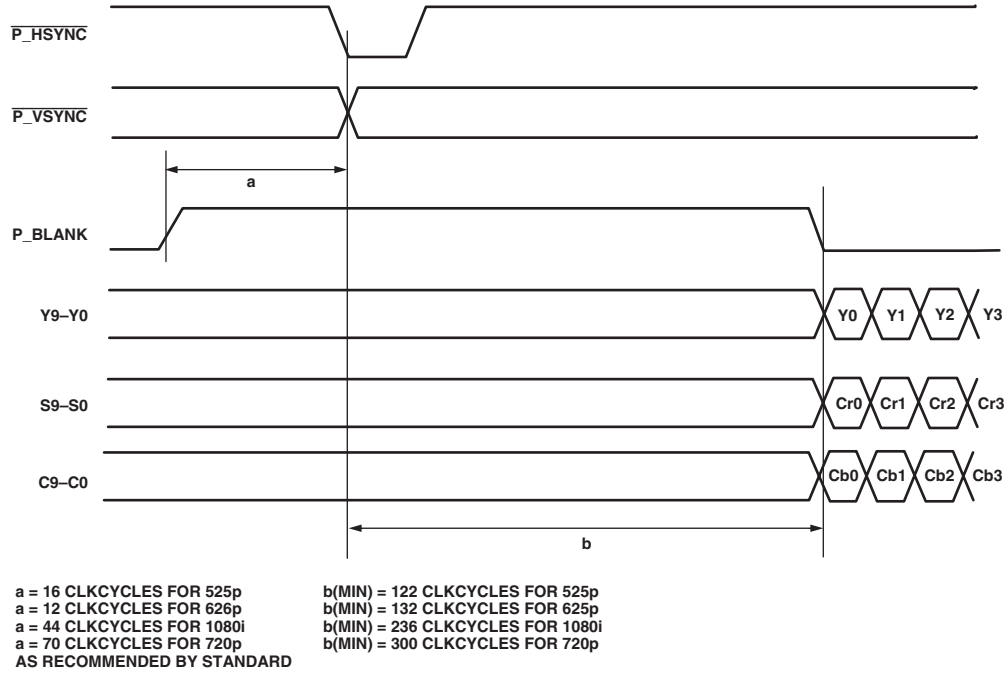 P_HSYNC
P_VSYNC
a
P_BLANK
Y9–Y0
Y0 Y1 Y2 Y3
S9–S0
Cr0 Cr1 Cr2 Cr3
C9–C0
Cb0 Cb1 Cb2 Cb3
b
a = 16 CLKCYCLES FOR 525p
a = 12 CLKCYCLES FOR 626p
a = 44 CLKCYCLES FOR 1080i
a = 70 CLKCYCLES FOR 720p
AS RECOMMENDED BY STANDARD
b(MIN) = 122 CLKCYCLES FOR 525p
b(MIN) = 132 CLKCYCLES FOR 625p
b(MIN) = 236 CLKCYCLES FOR 1080i
b(MIN) = 300 CLKCYCLES FOR 720p